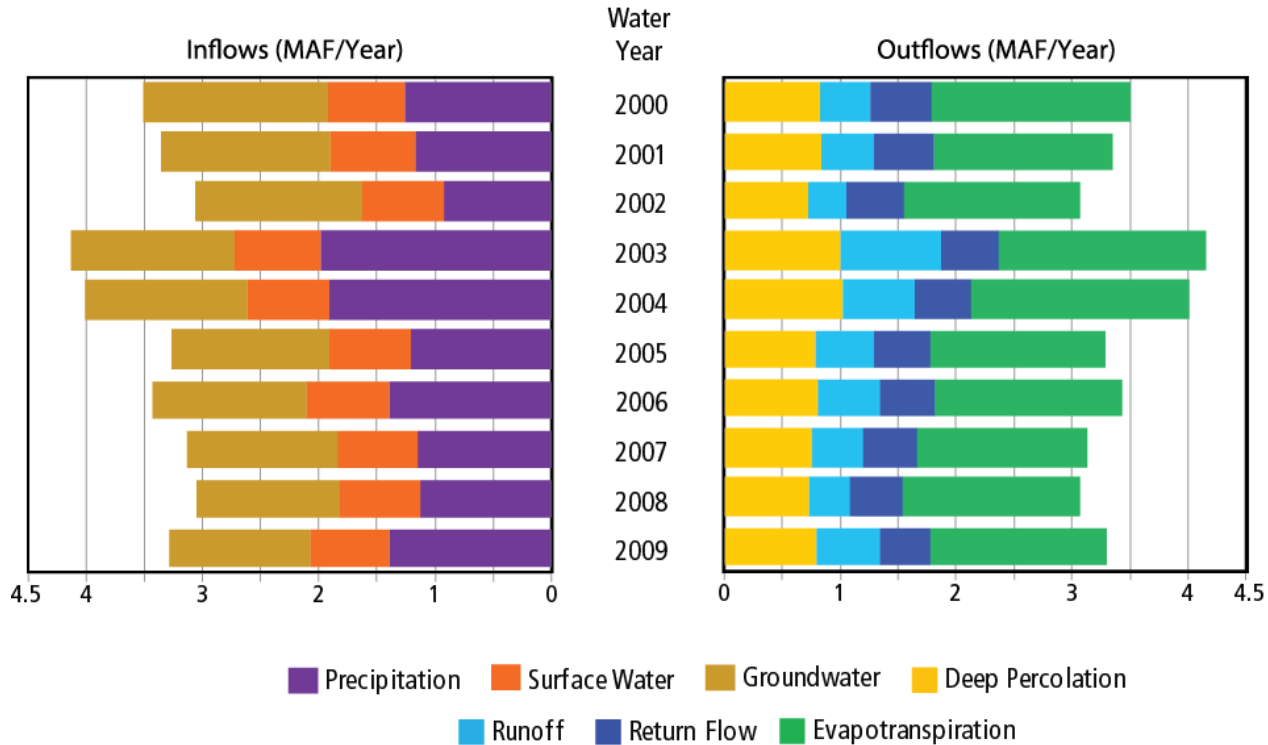 Water
Year
Inflows (MAF/Year)
Outflows (MAF/Year)
2000
2001
2002
2003
2004
2005
2006
2007
2008
2009
4.5 4 3 2 1 0
0 1 2 3 4 4.5
Precipitation Surface Water Groundwater Deep Percolation
Runoff Return Flow Evapotranspiration